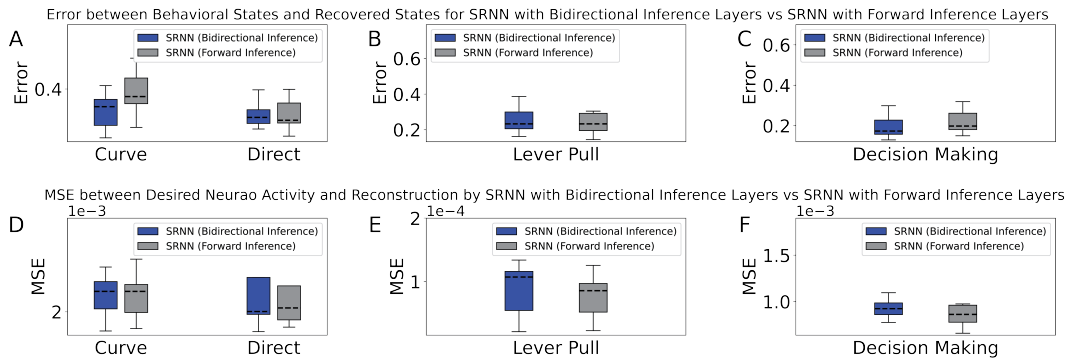 Error between Behavioral States and Recovered States for SRNN with Bidirectional Inference Layers vs SRNN with Forward Inference Layers
A
SRNN (Bidirectional Inference)
SRNN (Forward Inference)
Error
0.4
Curve
Direct
B
SRNN (Bidirectional Inference)
SRNN (Forward Inference)
Error
0.6
0.4
0.2
Lever Pull
C
SRNN (Bidirectional Inference)
SRNN (Forward Inference)
Error
0.6
0.4
0.2
Decision Making
MSE between Desired Neurao Activity and Reconstruction by SRNN with Bidirectional Inference Layers vs SRNN with Forward Inference Layers
D
1e−3
SRNN (Bidirectional Inference)
SRNN (Forward Inference)
MSE
2
Curve
Direct
E
1e−4
SRNN (Bidirectional Inference)
SRNN (Forward Inference)
MSE
2
1
Lever Pull
F
1e−3
SRNN (Bidirectional Inference)
SRNN (Forward Inference)
MSE
1.5
1.0
Decision Making